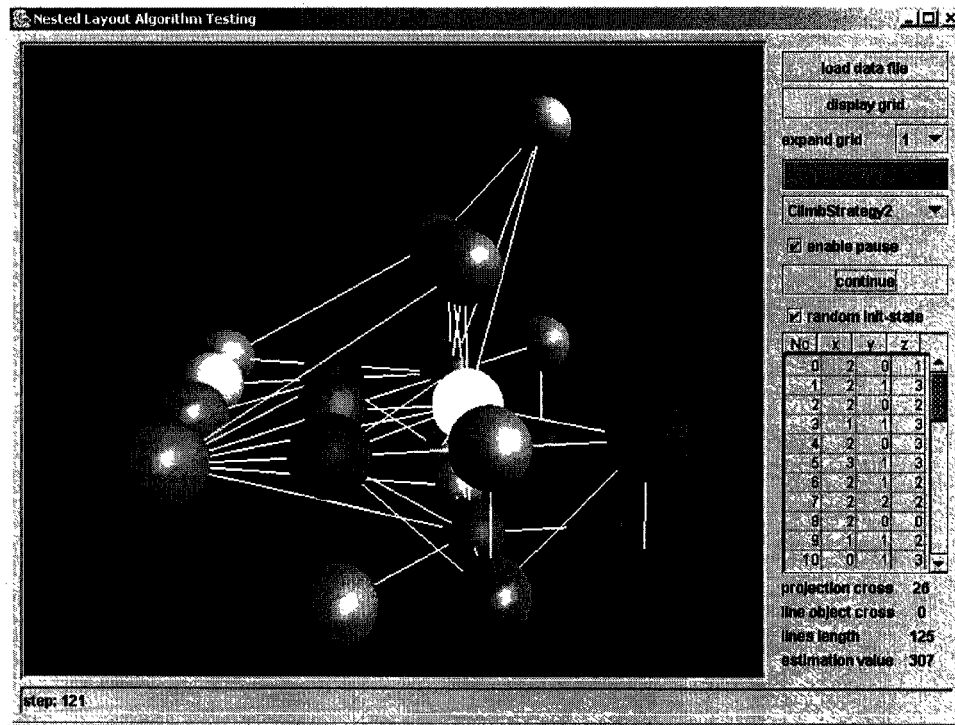 Nested Layout Algorithm Testing
load data file
display grid
expand grid 1
ClimbStrategy2
enable pause
continue
random init-state
No. x y z
0 2 0 1
1 2 1 3
2 2 0 2
3 1 1 3
4 2 0 3
5 3 1 3
6 2 1 2
7 2 2 2
8 2 0 0
9 1 1 2
10 0 1 3
projection cross 26
line object cross 0
lines length 125
estimation value 307
step: 121